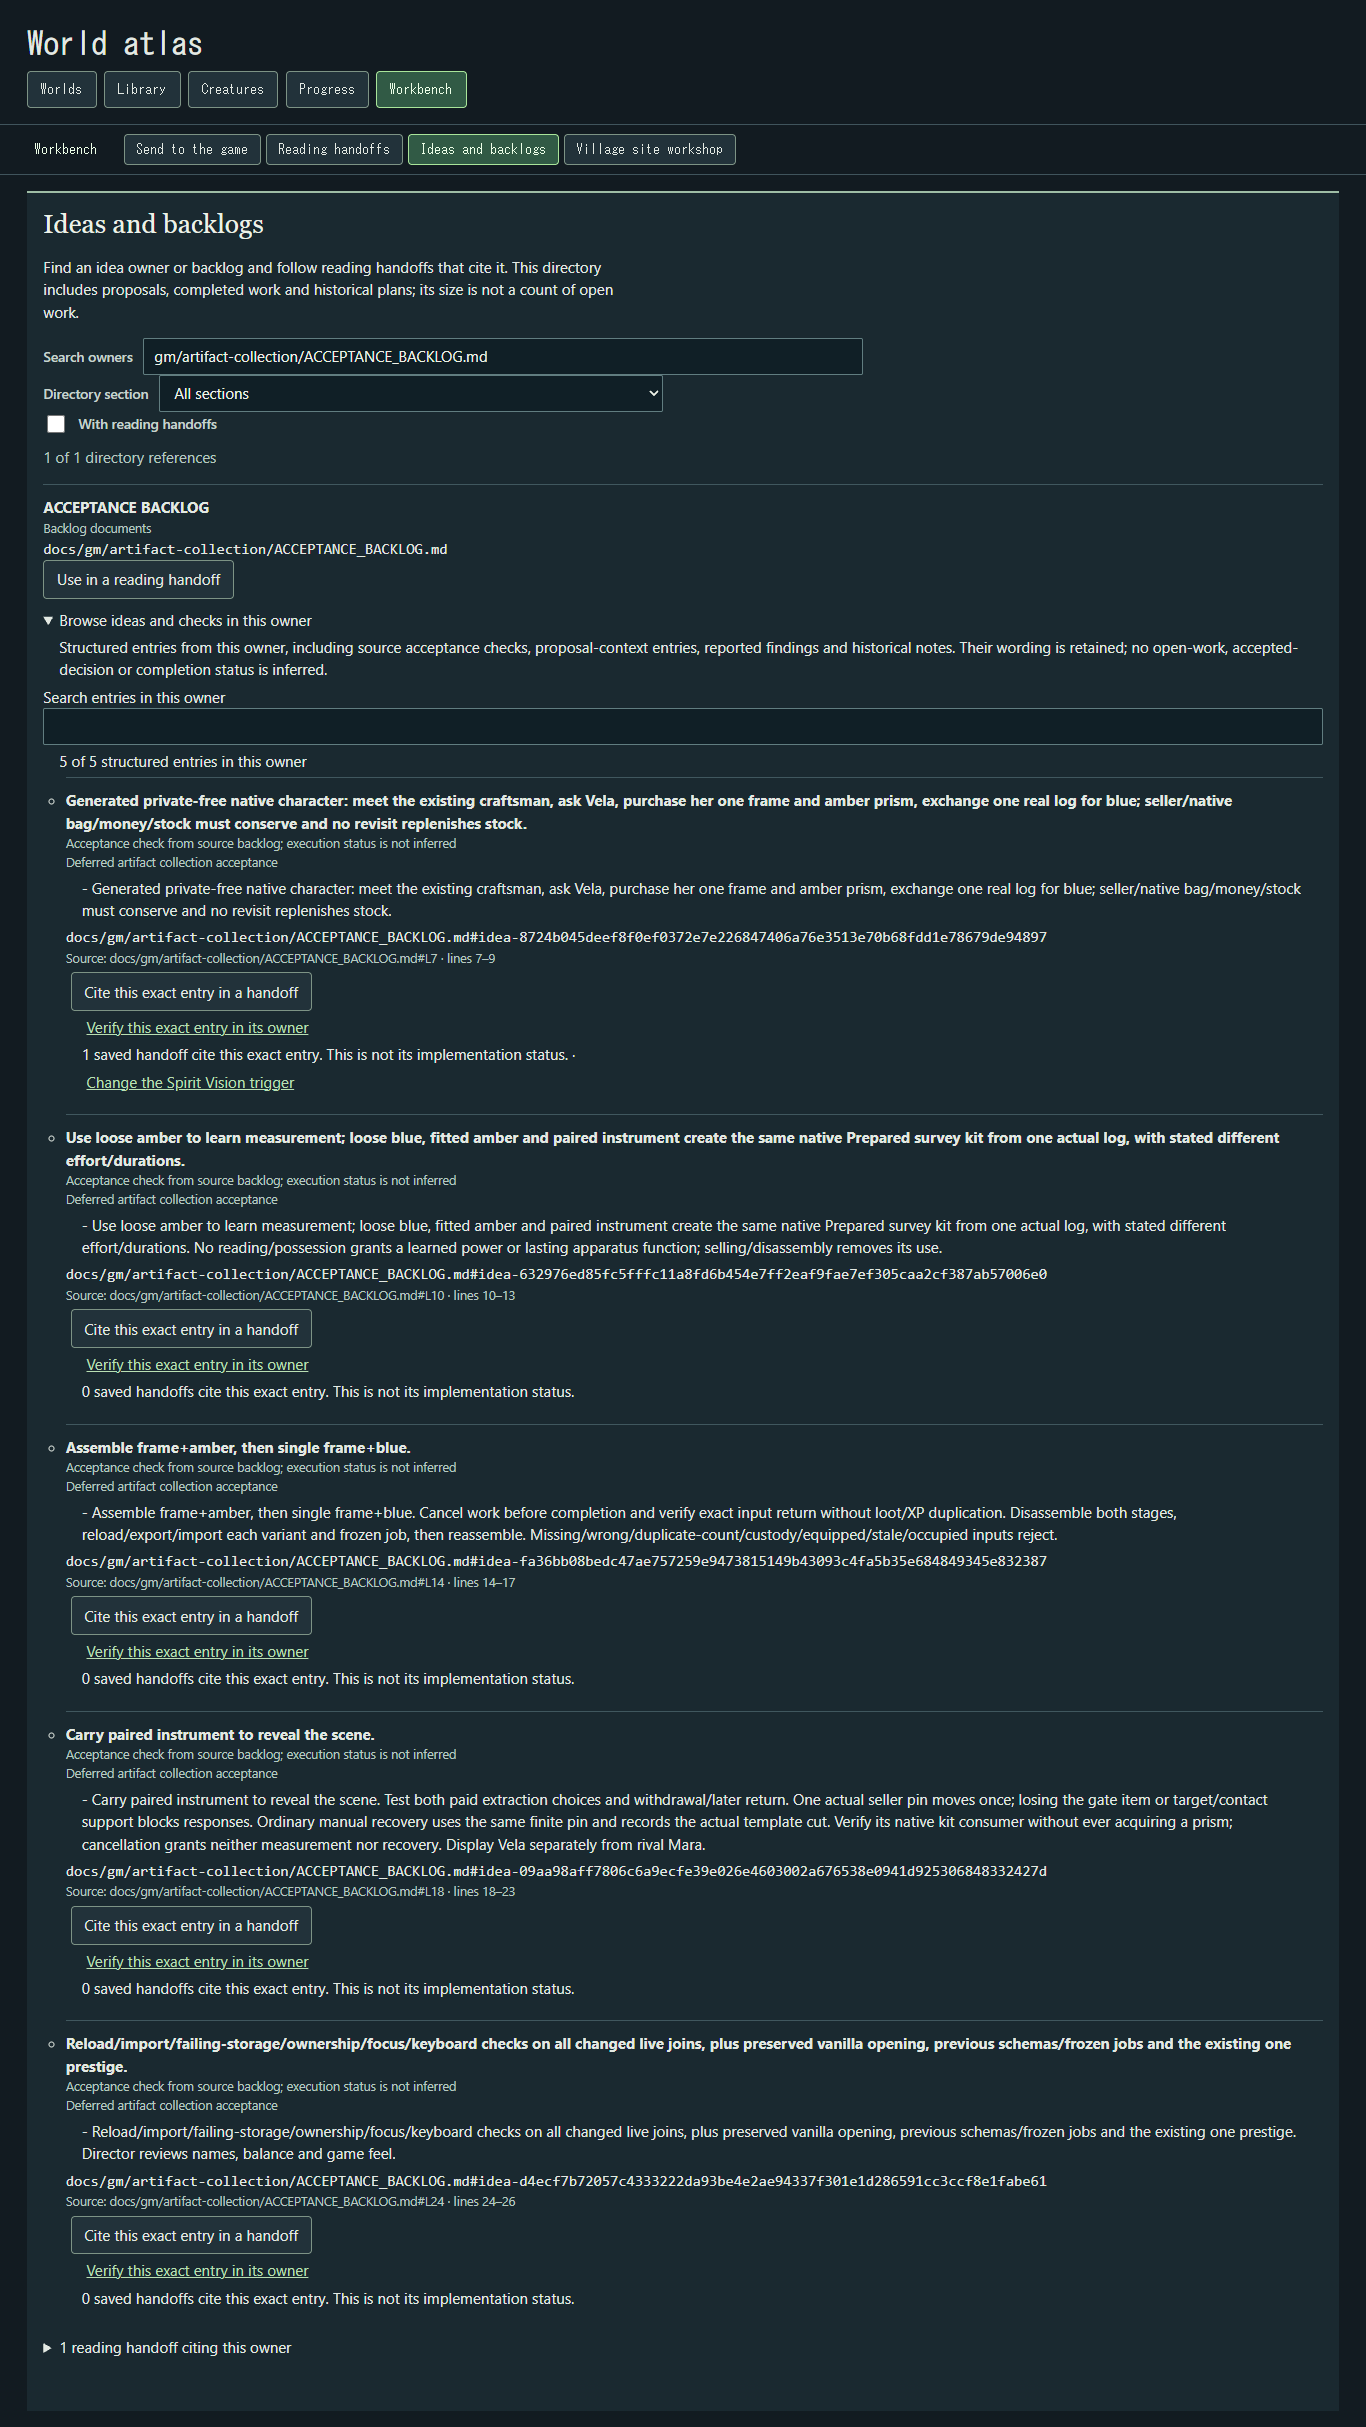 World atlas
Worlds
Library
Creatures
Progress
Workbench
Workbench
Send to the game
Reading handoffs
Ideas and backlogs
Village site workshop
Ideas and backlogs
Find an idea owner or backlog and follow reading handoffs that cite it. This directory
includes proposals, completed work and historical plans; its size is not a count of open
work.
Search owners
gm/artifact-collection/ACCEPTANCE_BACKLOG.md
Directory section
All sections
With reading handoffs
1 of 1 directory references
ACCEPTANCE BACKLOG
Backlog documents
docs/gm/artifact-collection/ACCEPTANCE_BACKLOG.md
Use in a reading handoff
▼ Browse ideas and checks in this owner
Structured entries from this owner, including source acceptance checks, proposal-context entries, reported findings and historical notes. Their wording is retained; no open-work, accepted-
decision or completion status is inferred.
Search entries in this owner
5 of 5 structured entries in this owner
Generated private-free native character: meet the existing craftsman, ask Vela, purchase her one frame and amber prism, exchange one real log for blue; seller/native
bag/money/stock must conserve and no revisit replenishes stock.
Acceptance check from source backlog; execution status is not inferred
Deferred artifact collection acceptance
- Generated private-free native character: meet the existing craftsman, ask Vela, purchase her one frame and amber prism, exchange one real log for blue; seller/native bag/money/stock
must conserve and no revisit replenishes stock.
docs/gm/artifact-collection/ACCEPTANCE_BACKLOG.md#idea-8724b045deef8f0ef0372e7e226847406a76e3513e70b68fdd1e78679de94897
Source: docs/gm/artifact-collection/ACCEPTANCE_BACKLOG.md#L7 · lines 7–9
Cite this exact entry in a handoff
Verify this exact entry in its owner
1 saved handoff cite this exact entry. This is not its implementation status. ·
Change the Spirit Vision trigger
Use loose amber to learn measurement; loose blue, fitted amber and paired instrument create the same native Prepared survey kit from one actual log, with stated different
effort/durations.
Acceptance check from source backlog; execution status is not inferred
Deferred artifact collection acceptance
- Use loose amber to learn measurement; loose blue, fitted amber and paired instrument create the same native Prepared survey kit from one actual log, with stated different
effort/durations. No reading/possession grants a learned power or lasting apparatus function; selling/disassembly removes its use.
docs/gm/artifact-collection/ACCEPTANCE_BACKLOG.md#idea-632976ed85fc5fffc11a8fd6b454e7ff2eaf9fae7ef305caa2cf387ab57006e0
Source: docs/gm/artifact-collection/ACCEPTANCE_BACKLOG.md#L10 · lines 10–13
Cite this exact entry in a handoff
Verify this exact entry in its owner
0 saved handoffs cite this exact entry. This is not its implementation status.
Assemble frame+amber, then single frame+blue.
Acceptance check from source backlog; execution status is not inferred
Deferred artifact collection acceptance
- Assemble frame+amber, then single frame+blue. Cancel work before completion and verify exact input return without loot/XP duplication. Disassemble both stages,
reload/export/import each variant and frozen job, then reassemble. Missing/wrong/duplicate-count/custody/equipped/stale/occupied inputs reject.
docs/gm/artifact-collection/ACCEPTANCE_BACKLOG.md#idea-fa36bb08bedc47ae757259e9473815149b43093c4fa5b35e684849345e832387
Source: docs/gm/artifact-collection/ACCEPTANCE_BACKLOG.md#L14 · lines 14–17
Cite this exact entry in a handoff
Verify this exact entry in its owner
0 saved handoffs cite this exact entry. This is not its implementation status.
Carry paired instrument to reveal the scene.
Acceptance check from source backlog; execution status is not inferred
Deferred artifact collection acceptance
- Carry paired instrument to reveal the scene. Test both paid extraction choices and withdrawal/later return. One actual seller pin moves once; losing the gate item or target/contact
support blocks responses. Ordinary manual recovery uses the same finite pin and records the actual template cut. Verify its native kit consumer without ever acquiring a prism;
cancellation grants neither measurement nor recovery. Display Vela separately from rival Mara.
docs/gm/artifact-collection/ACCEPTANCE_BACKLOG.md#idea-09aa98aff7806c6a9ecfe39e026e4603002a676538e0941d925306848332427d
Source: docs/gm/artifact-collection/ACCEPTANCE_BACKLOG.md#L18 · lines 18–23
Cite this exact entry in a handoff
Verify this exact entry in its owner
0 saved handoffs cite this exact entry. This is not its implementation status.
Reload/import/failing-storage/ownership/focus/keyboard checks on all changed live joins, plus preserved vanilla opening, previous schemas/frozen jobs and the existing one
prestige.
Acceptance check from source backlog; execution status is not inferred
Deferred artifact collection acceptance
- Reload/import/failing-storage/ownership/focus/keyboard checks on all changed live joins, plus preserved vanilla opening, previous schemas/frozen jobs and the existing one prestige.
Director reviews names, balance and game feel.
docs/gm/artifact-collection/ACCEPTANCE_BACKLOG.md#idea-d4ecf7b72057c4333222da93be4e2ae94337f301e1d286591cc3ccf8e1fabe61
Source: docs/gm/artifact-collection/ACCEPTANCE_BACKLOG.md#L24 · lines 24–26
Cite this exact entry in a handoff
Verify this exact entry in its owner
0 saved handoffs cite this exact entry. This is not its implementation status.
▶ 1 reading handoff citing this owner